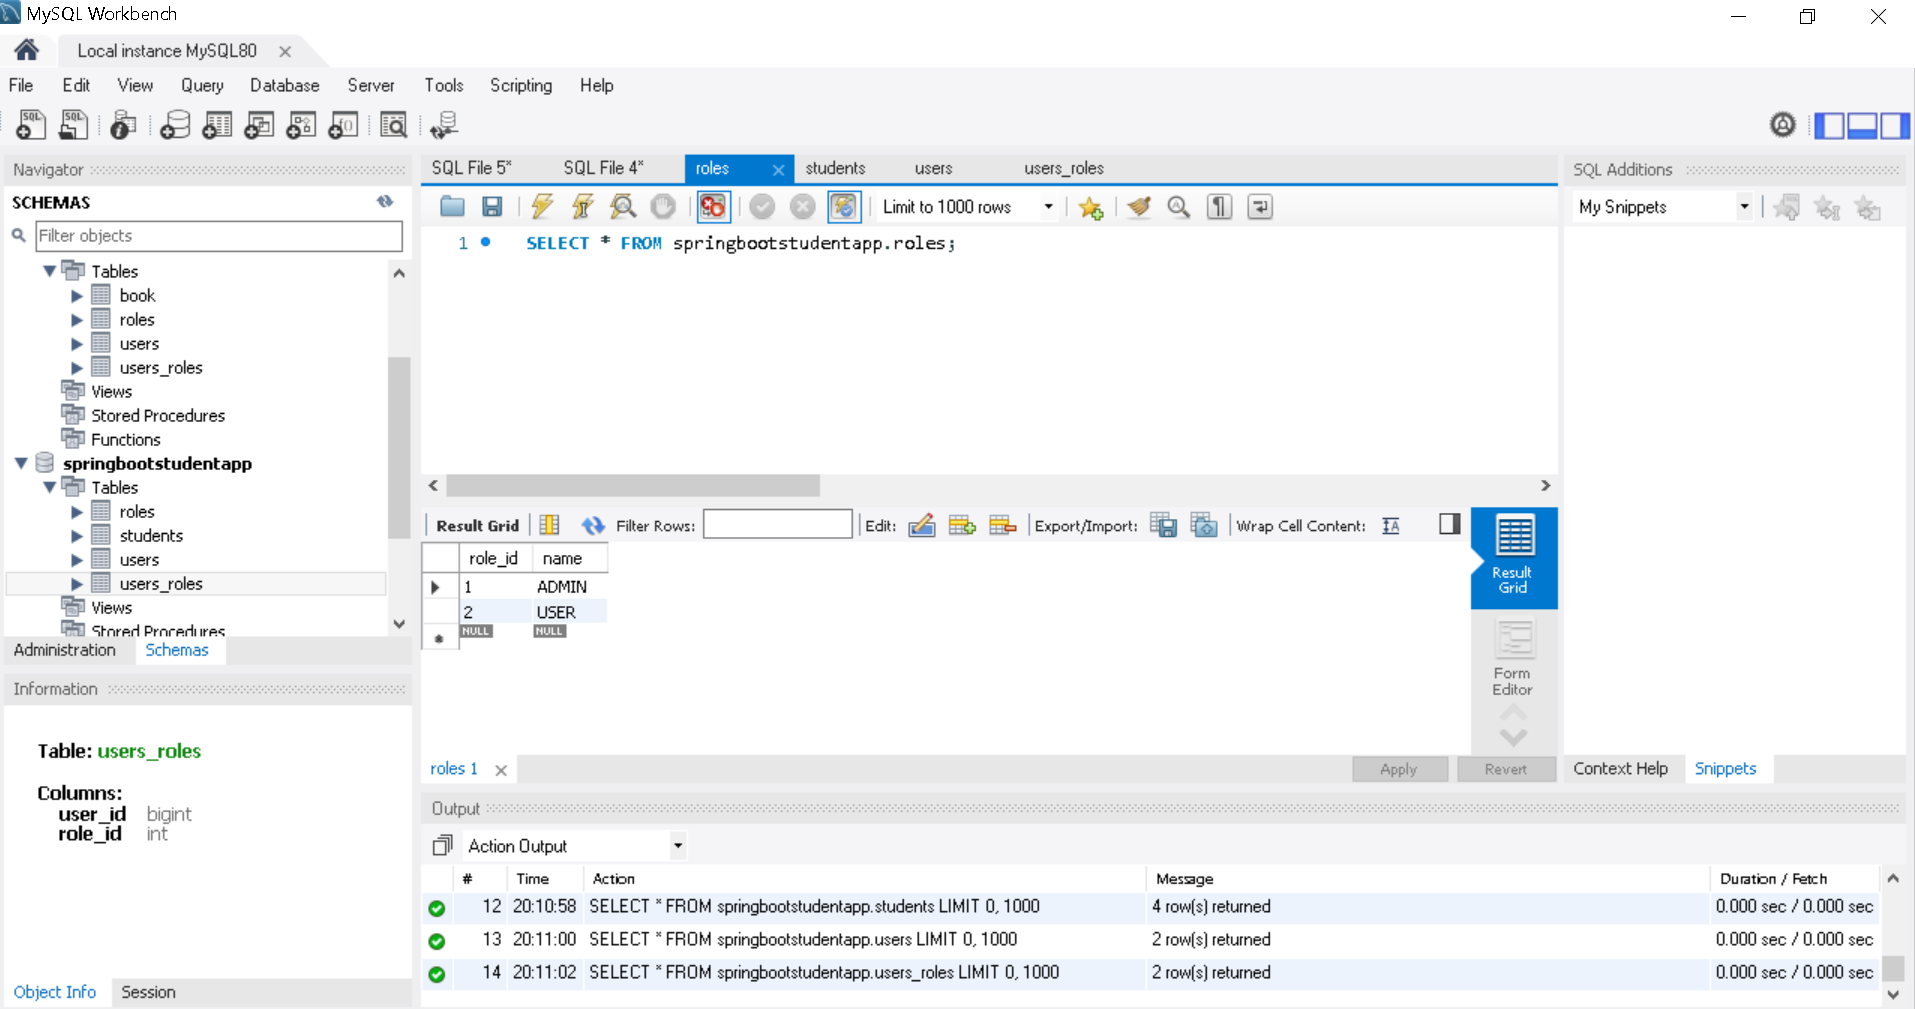 MySQL Workbench
Local instance MySQL80
File Edit View Query Database Server Tools Scripting Help
SQL SQL
Navigator
SCHEMAS
Filter objects
Tables
book
roles
users
users_roles
Views
Stored Procedures
Functions
springbootstudentapp
Tables
roles
students
users
users_roles
Views
Stored Procedures
Administration Schemas
Information
Table: users_roles
Columns:
user_id bigint
role_id int
Object Info Session
SQL File 5* SQL File 4* roles students users users_roles
Limit to 1000 rows
1 SELECT * FROM springbootstudentapp.roles;
Result Grid Filter Rows: Edit: Export/Import: Wrap Cell Content:
role_id name
1 ADMIN
2 USER
NULL NULL
Result
Grid
Form
Editor
roles 1 Apply Revert
SQL Additions
My Snippets
Context Help Snippets
Output
Action Output
# Time Action Message Duration / Fetch
12 20:10:58 SELECT * FROM springbootstudentapp.students LIMIT 0, 1000 4 row(s) returned 0.000 sec / 0.000 sec
13 20:11:00 SELECT * FROM springbootstudentapp.users LIMIT 0, 1000 2 row(s) returned 0.000 sec / 0.000 sec
14 20:11:02 SELECT * FROM springbootstudentapp.users_roles LIMIT 0, 1000 2 row(s) returned 0.000 sec / 0.000 sec